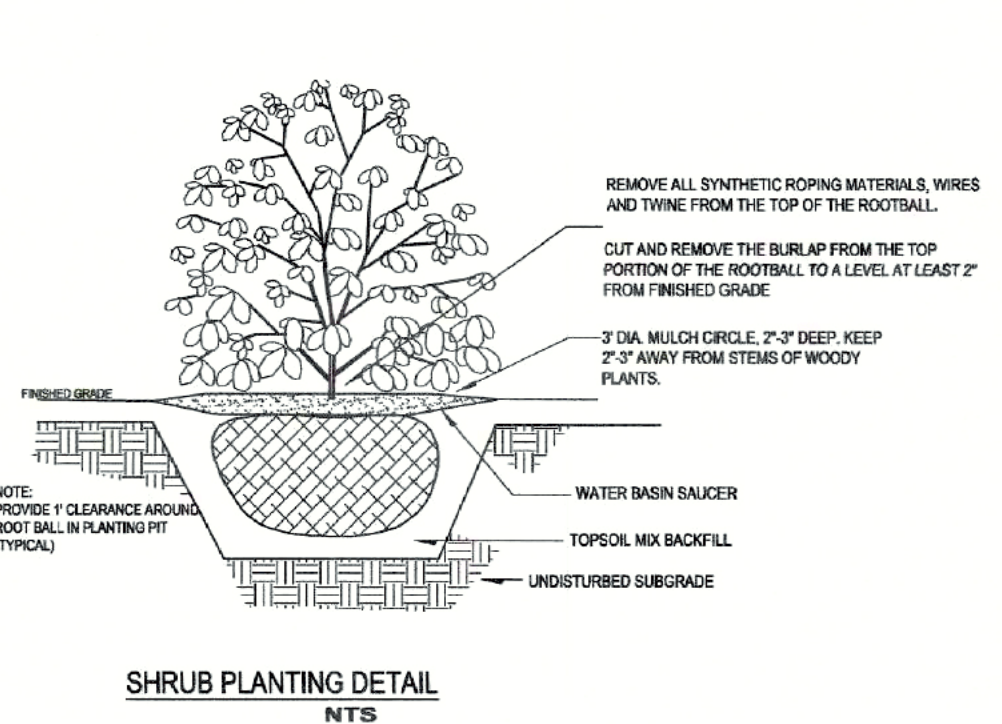 REMOVE ALL SYNTHETIC ROPING MATERIALS, WIRES
AND TWINE FROM THE TOP OF THE ROOTBALL.
CUT AND REMOVE THE BURLAP FROM THE TOP
PORTION OF THE ROOTBALL TO A LEVEL AT LEAST 2"
FROM FINISHED GRADE
3' DIA. MULCH CIRCLE, 2"-3" DEEP. KEEP
2"-3" AWAY FROM STEMS OF WOODY
PLANTS.
FINISHED GRADE
NOTE:
PROVIDE 1' CLEARANCE AROUND
ROOT BALL IN PLANTING PIT
(TYPICAL)
WATER BASIN SAUCER
TOPSOIL MIX BACKFILL
UNDISTURBED SUBGRADE
SHRUB PLANTING DETAIL
NTS